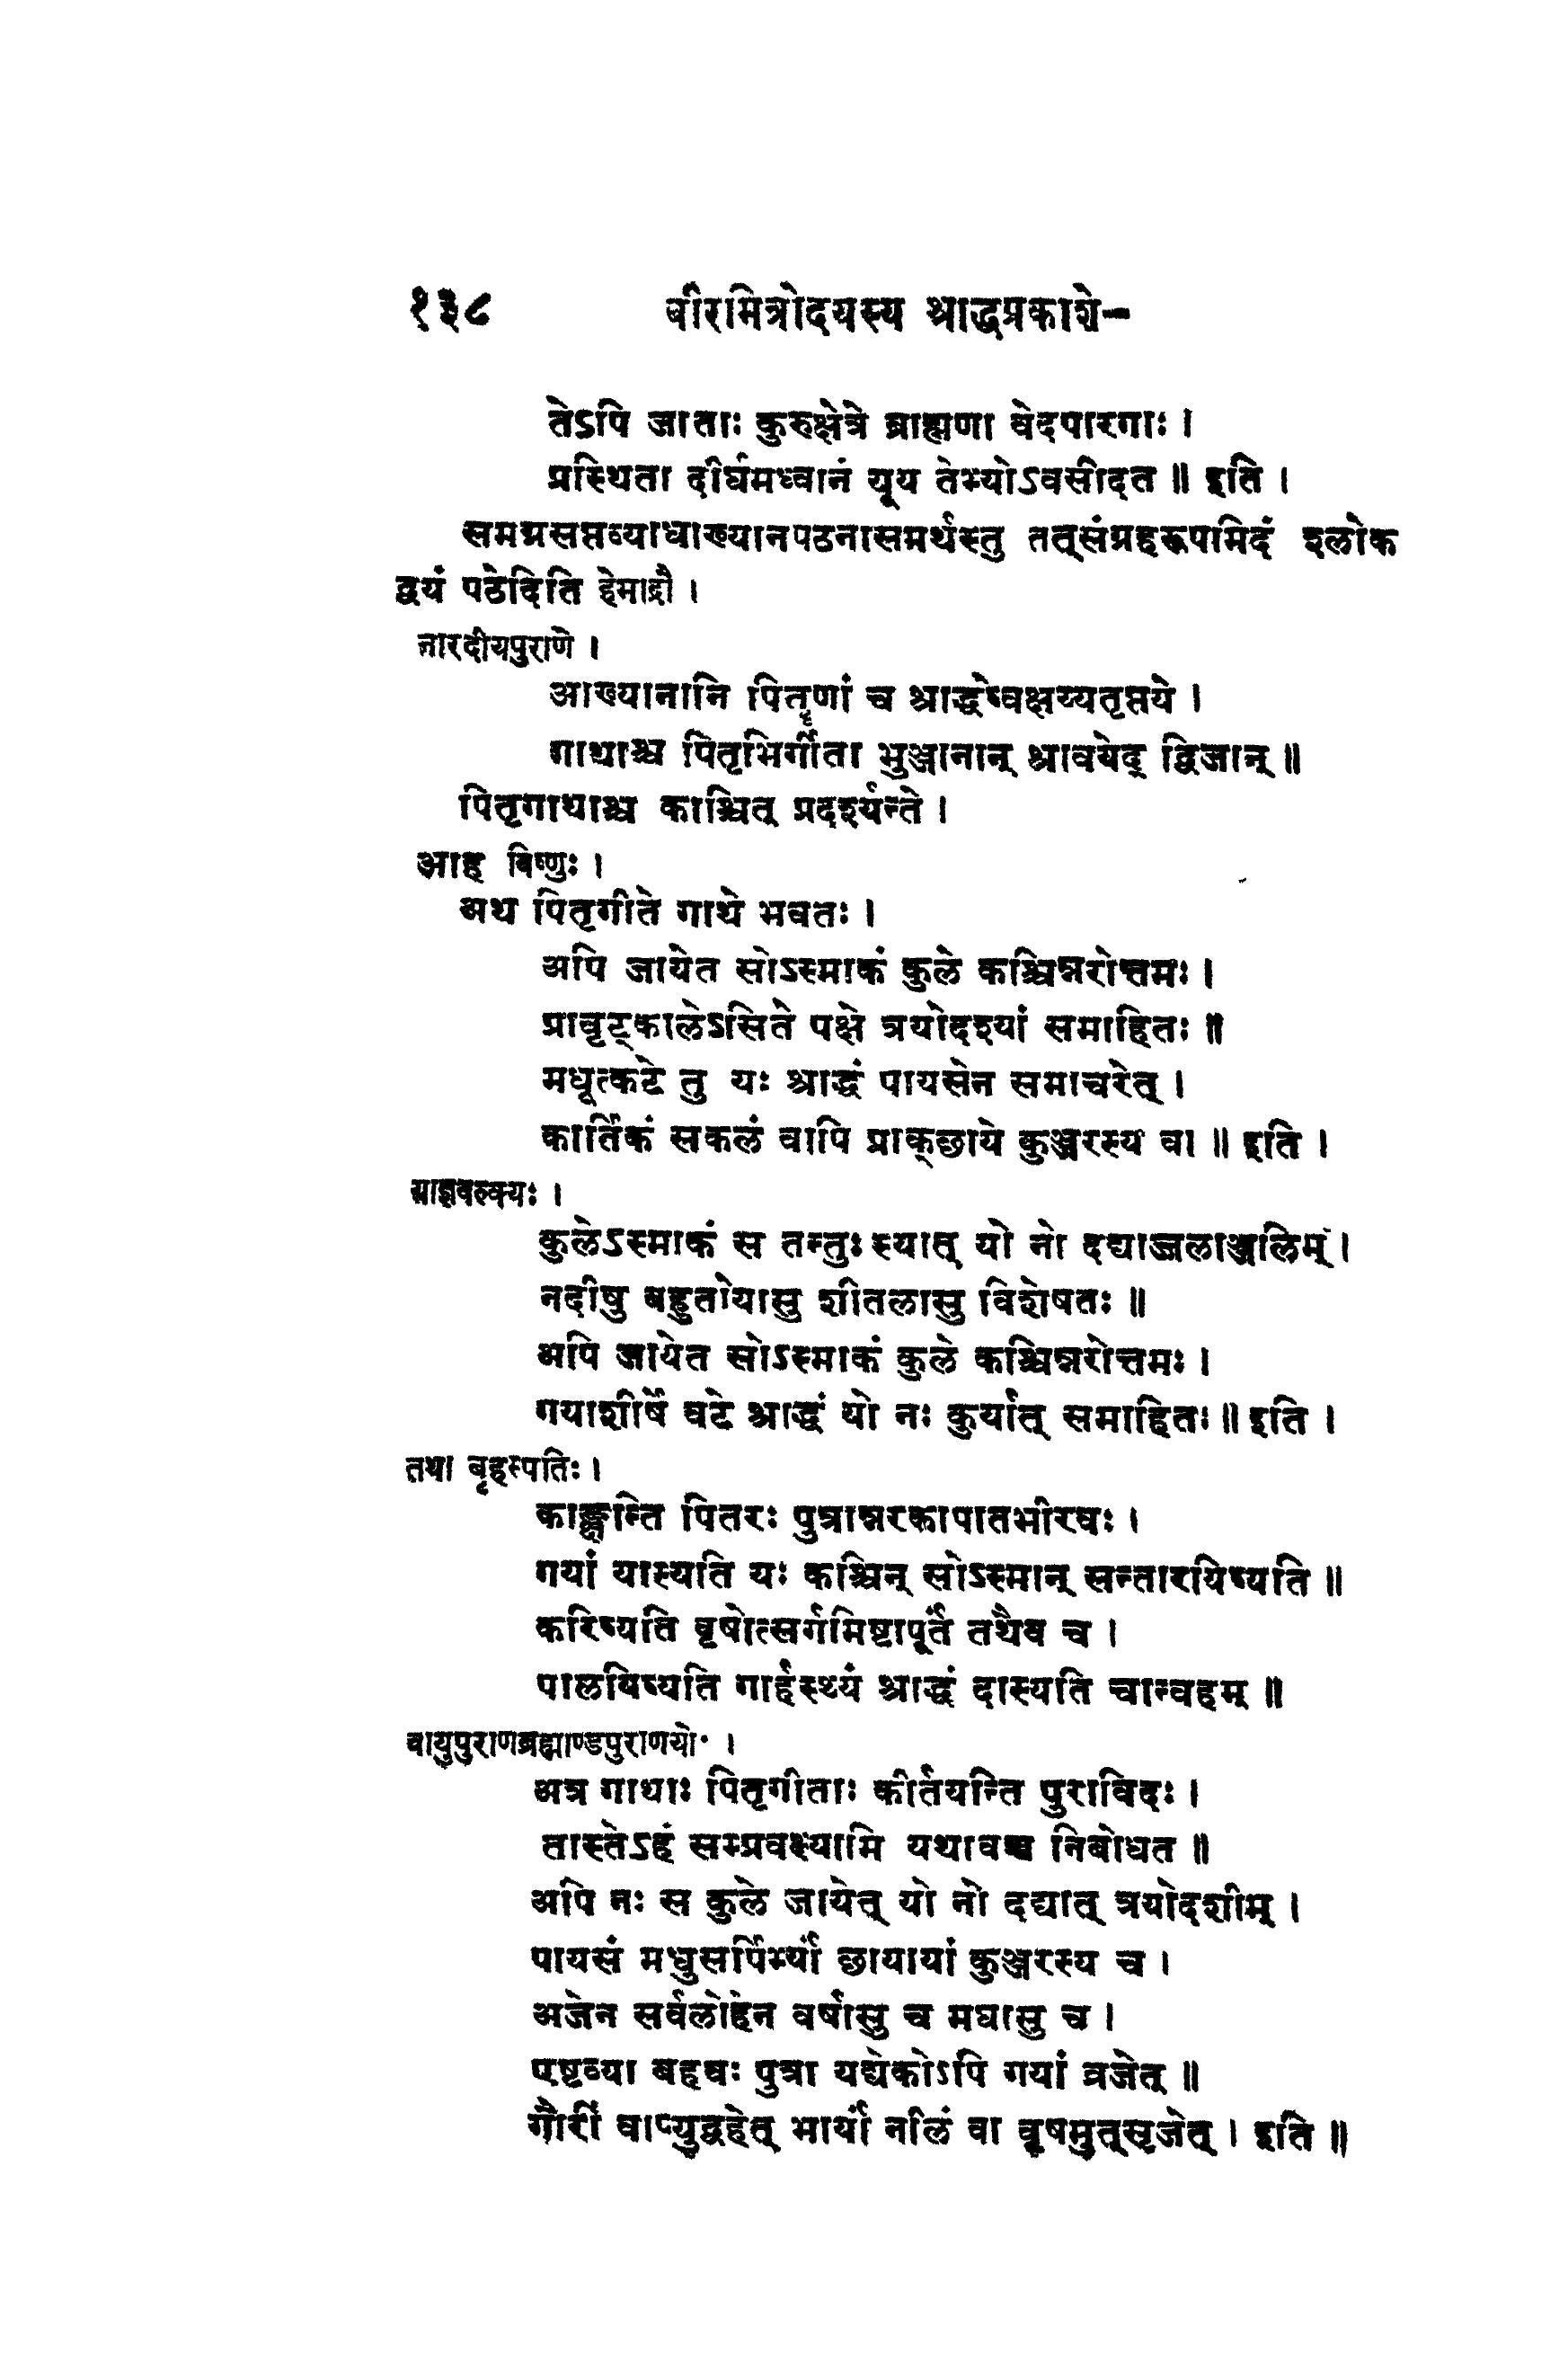 १३८ वीरमित्रोदयस्य श्राद्धप्रकाशे-
तेऽपि जाताः कुरुक्षेत्रे ब्राह्मणा वेदपारगाः ।
प्रस्थिता दीर्घमध्वानं यूय तेभ्योऽवसीदत ॥ इति ।
समग्रसप्तव्याधाख्यानपठनासमर्थस्तु तत्संग्रहरूपमिदं श्लोक
द्वयं पठेदिति हेमाद्रौ ।
नारदीयपुराणे ।
आख्यानानि पितॄणां च श्राद्धेष्वक्षय्यतृप्तये ।
गाथाश्च पितृभिर्गीता भुञ्जानान् श्रावयेद् द्विजान् ॥
पितृगाथाश्च काश्चित् प्रदर्श्यन्ते ।
आह विष्णुः ।
अथ पितृगीते गाथे भवतः ।
अपि जायेत सोऽस्माकं कुले कश्चिन्नरोत्तमः ।
प्रावृट्कालेऽसिते पक्षे त्रयोदश्यां समाहितः ॥
मधूत्कटे तु यः श्राद्धं पायसेन समाचरेत् ।
कार्तिकं सकलं वापि प्राक्छाये कुञ्जरस्य वा ॥ इति ।
याज्ञवल्क्यः ।
कुलेऽस्माकं स तन्तुः स्यात् यो नो दद्याज्जलाञ्जलिम् ।
नदीषु बहुतोयासु शीतलासु विशेषतः ॥
अपि जायेत सोऽस्माकं कुले कश्चिन्नरोत्तमः ।
गयाशीर्षे वटे श्राद्धं यो नः कुर्यात् समाहितः ॥ इति ।
तथा बृहस्पतिः ।
काङ्क्षन्ति पितरः पुत्रान्नरकापातभीरवः ।
गयां यास्यति यः कश्चिन् सोऽस्मान् सन्तारयिष्यति ॥
करिष्यति वृषोत्सर्गमिष्टापूर्तं तथैव च ।
पालयिष्यति गार्हस्थ्यं श्राद्धं दास्यति चान्वहम् ॥
वायुपुराणब्रह्माण्डपुराणयोः ।
अत्र गाथाः पितृगीताः कीर्तयन्ति पुराविदः ।
तास्तेऽहं सम्प्रवक्ष्यामि यथावच्च निबोधत ॥
अपि नः स कुले जायेत् यो नो दद्यात् त्रयोदशीम् ।
पायसं मधुसर्पिर्भ्यां छायायां कुञ्जरस्य च ।
अजेन सर्वलोहेन वर्षासु च मघासु च ।
एष्टव्या बहवः पुत्रा यद्येकोऽपि गयां व्रजेत् ॥
गौरीं वाप्युद्वहेत् भार्यां नीलं वा वृषमुत्सृजेत् । इति ॥